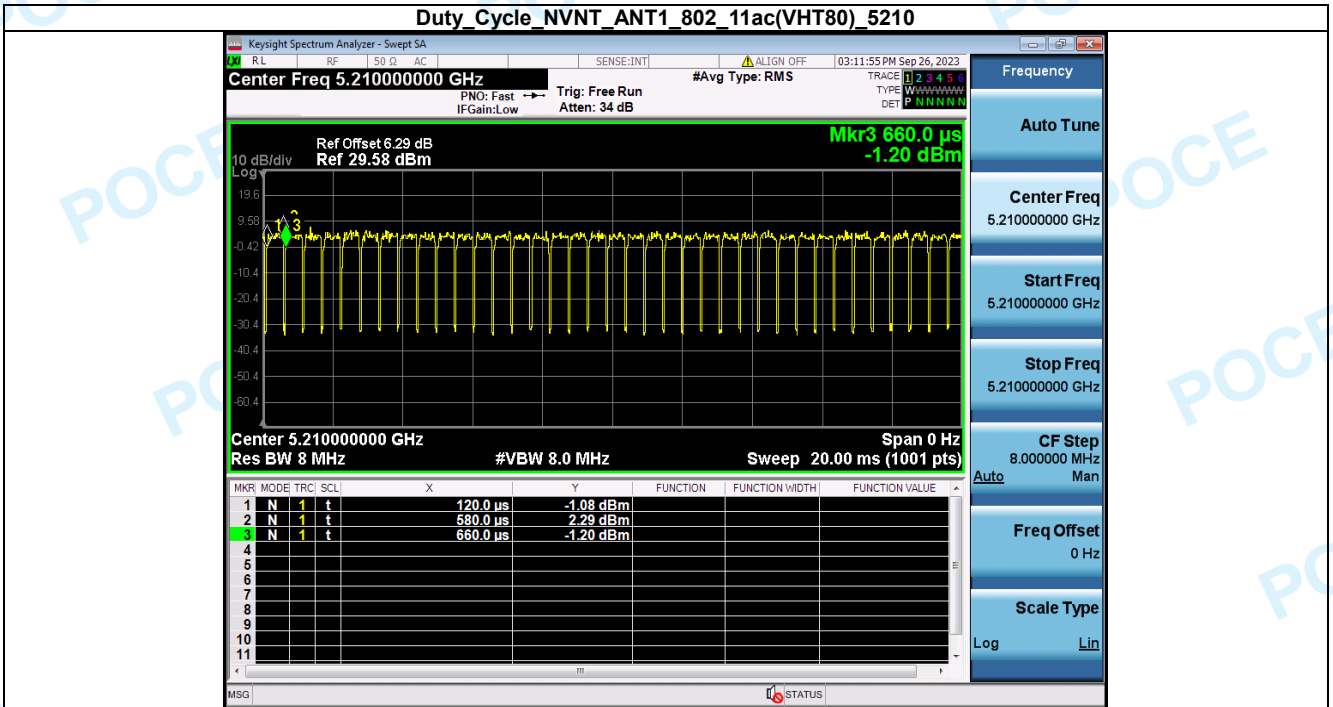 Duty_Cycle_NVNT_ANT1_802_11ac(VHT80)_5210
Keysight Spectrum Analyzer - Swept SA
LXI RL RF 50 Ω AC SENSE:INT ALIGN OFF 03:11:55 PM Sep 26, 2023
Center Freq 5.210000000 GHz
PNO: Fast
IFGain:Low
Trig: Free Run
Atten: 34 dB
#Avg Type: RMS
TRACE 1 2 3 4 5 6
TYPE WWWWWW
DET P N N N N N
Frequency
Auto Tune
Center Freq
5.210000000 GHz
Start Freq
5.210000000 GHz
Stop Freq
5.210000000 GHz
CF Step
8.000000 MHz
Auto Man
Freq Offset
0 Hz
Scale Type
Log Lin
Mkr3 660.0 µs
-1.20 dBm
Ref Offset 6.29 dB
10 dB/div Ref 29.58 dBm
Log
19.6
9.58
-0.42
-10.4
-20.4
-30.4
-40.4
-50.4
-60.4
1
3
Center 5.210000000 GHz Span 0 Hz
Res BW 8 MHz #VBW 8.0 MHz Sweep 20.00 ms (1001 pts)
MKR MODE TRC SCL X Y FUNCTION FUNCTION WIDTH FUNCTION VALUE
1 N 1 t 120.0 µs -1.08 dBm
2 N 1 t 580.0 µs 2.29 dBm
3 N 1 t 660.0 µs -1.20 dBm
4
5
6
7
8
9
10
11
MSG STATUS
POCE
POCE
POCE